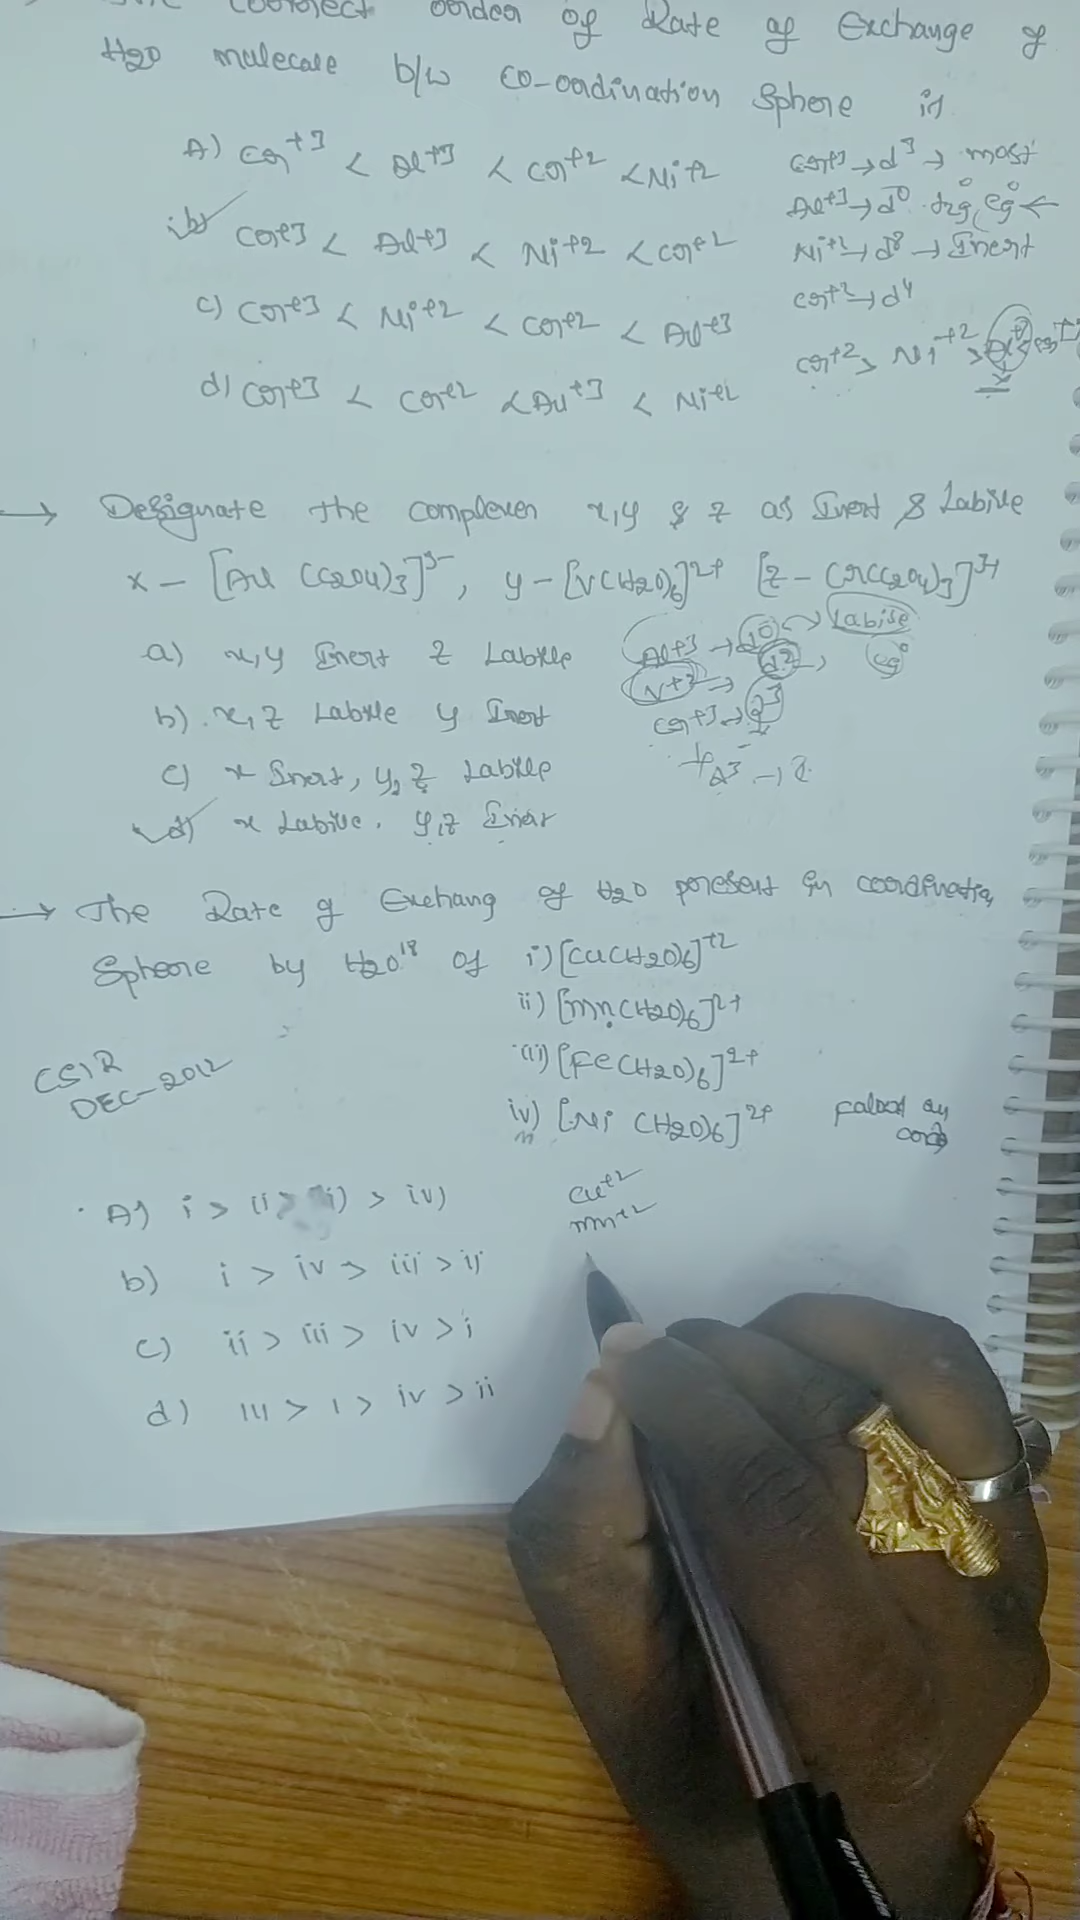 correct order of Rate of Exchange of
H2O molecule b/w co-ordination Sphere is
A) Cr+3 < Al+3 < Cr+2 < Ni+2
b) Cr+3 < Al+3 < Ni+2 < Cr+2
c) Cr+3 < Ni+2 < Cr+2 < Al+3
d) Cr+3 < Cr+2 < Al+3 < Ni+2
Cr+3 → d3 → most
Al+3 → d0 t2g0, eg0 ←
Ni+2 → d8 → Inert
Cr+2 → d4
Cr+2 > Ni+2 >
→ Designate the complexes x, y & z as Inert & Labile
x - [Al (C2O4)3]3-, y - [V(H2O)6]2+ [z - Cr(C2O4)3]3+
a) x, y Inert z Labile
b) x, z Labile y Inert
c) x Inert, y, z Labile
d) x Labile, y, z Inert
Al+3 → d0 → Labile
V+2 → d2, eg0
Cr+3 → d3
→ The Rate of Exchang of H2O present in coordination
Sphere by H2O18 of i) [Cu(H2O)6]+2
ii) [Mn(H2O)6]2+
iii) [Fe(H2O)6]2+
iv) [Ni (H2O)6]2+
CSIR
DEC-2012
A) i > ii > iii) > iv)
b) i > iv > iii > ii
c) ii > iii > iv > i
d) III > I > iv > ii
Cu+2
mn+2
Reynolds